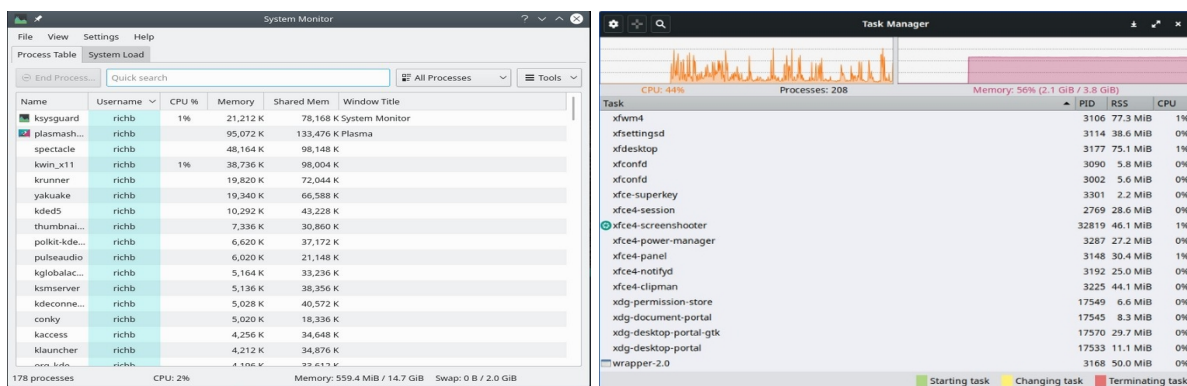 System Monitor
File View Settings Help
Process Table System Load
End Process... Quick search All Processes Tools
Name Username CPU % Memory Shared Mem Window Title
ksysguard richb 1% 21,212 K 78,168 K System Monitor
plasmash... richb 95,072 K 133,476 K Plasma
spectacle richb 48,164 K 98,148 K
kwin_x11 richb 1% 38,736 K 98,004 K
krunner richb 19,820 K 72,044 K
yakuake richb 19,340 K 66,588 K
kded5 richb 10,292 K 43,228 K
thumbnai... richb 7,336 K 30,860 K
polkit-kde... richb 6,620 K 37,172 K
pulseaudio richb 6,020 K 21,148 K
kglobalac... richb 5,164 K 33,236 K
ksmserver richb 5,136 K 38,356 K
kdeconne... richb 5,028 K 40,572 K
conky richb 5,020 K 18,336 K
kaccess richb 4,256 K 34,648 K
klauncher richb 4,212 K 34,876 K
org.kde... richb 4,196 K 33,612 K
178 processes CPU: 2% Memory: 559.4 MiB / 14.7 GiB Swap: 0 B / 2.0 GiB
Task Manager
CPU: 44% Processes: 208 Memory: 56% (2.1 GiB / 3.8 GiB)
Task PID RSS CPU
xfwm4 3106 77.3 MiB 1%
xfsettingsd 3114 38.6 MiB 0%
xfdesktop 3177 75.1 MiB 1%
xfconfd 3090 5.8 MiB 0%
xfconfd 3002 5.6 MiB 0%
xfce-superkey 3301 2.2 MiB 0%
xfce4-session 2769 28.6 MiB 0%
xfce4-screenshooter 32819 46.1 MiB 1%
xfce4-power-manager 3287 27.2 MiB 0%
xfce4-panel 3148 30.4 MiB 1%
xfce4-notifyd 3192 25.0 MiB 0%
xfce4-clipman 3225 44.1 MiB 0%
xdg-permission-store 17549 6.6 MiB 0%
xdg-document-portal 17545 8.3 MiB 0%
xdg-desktop-portal-gtk 17570 29.7 MiB 0%
xdg-desktop-portal 17533 11.1 MiB 0%
wrapper-2.0 3168 50.0 MiB 0%
Starting task Changing task Terminating task